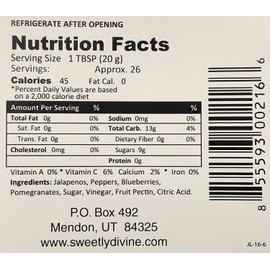 REFRIGERATE AFTER OPENING
Nutrition Facts
Serving Size 1 TBSP (20 g)
Servings: Approx. 26
Calories 45 Fat Cal. 0
*Percent Daily Values are based
on a 2,000 calorie diet
Amount Per Serving %* %*
Total Fat 0g 0% Sodium 0mg 0%
Sat. Fat 0g 0% Total Carb. 13g 4%
Trans. Fat 0g 0% Dietary Fiber 0g 0%
Cholesterol 0mg 0% Sugars 9g
Protein 0g
Vitamin A 0% * Vitamin C 6% Calcium 2% * Iron 0%
Ingredients: Jalapenos, Peppers, Blueberries,
Pomegranates, Sugar, Vinegar, Fruit Pectin, Citric Acid.
P.O. Box 492
Mendon, UT 84325
www.sweetlydivine.com
8 55593 00216 6
JL-16-6